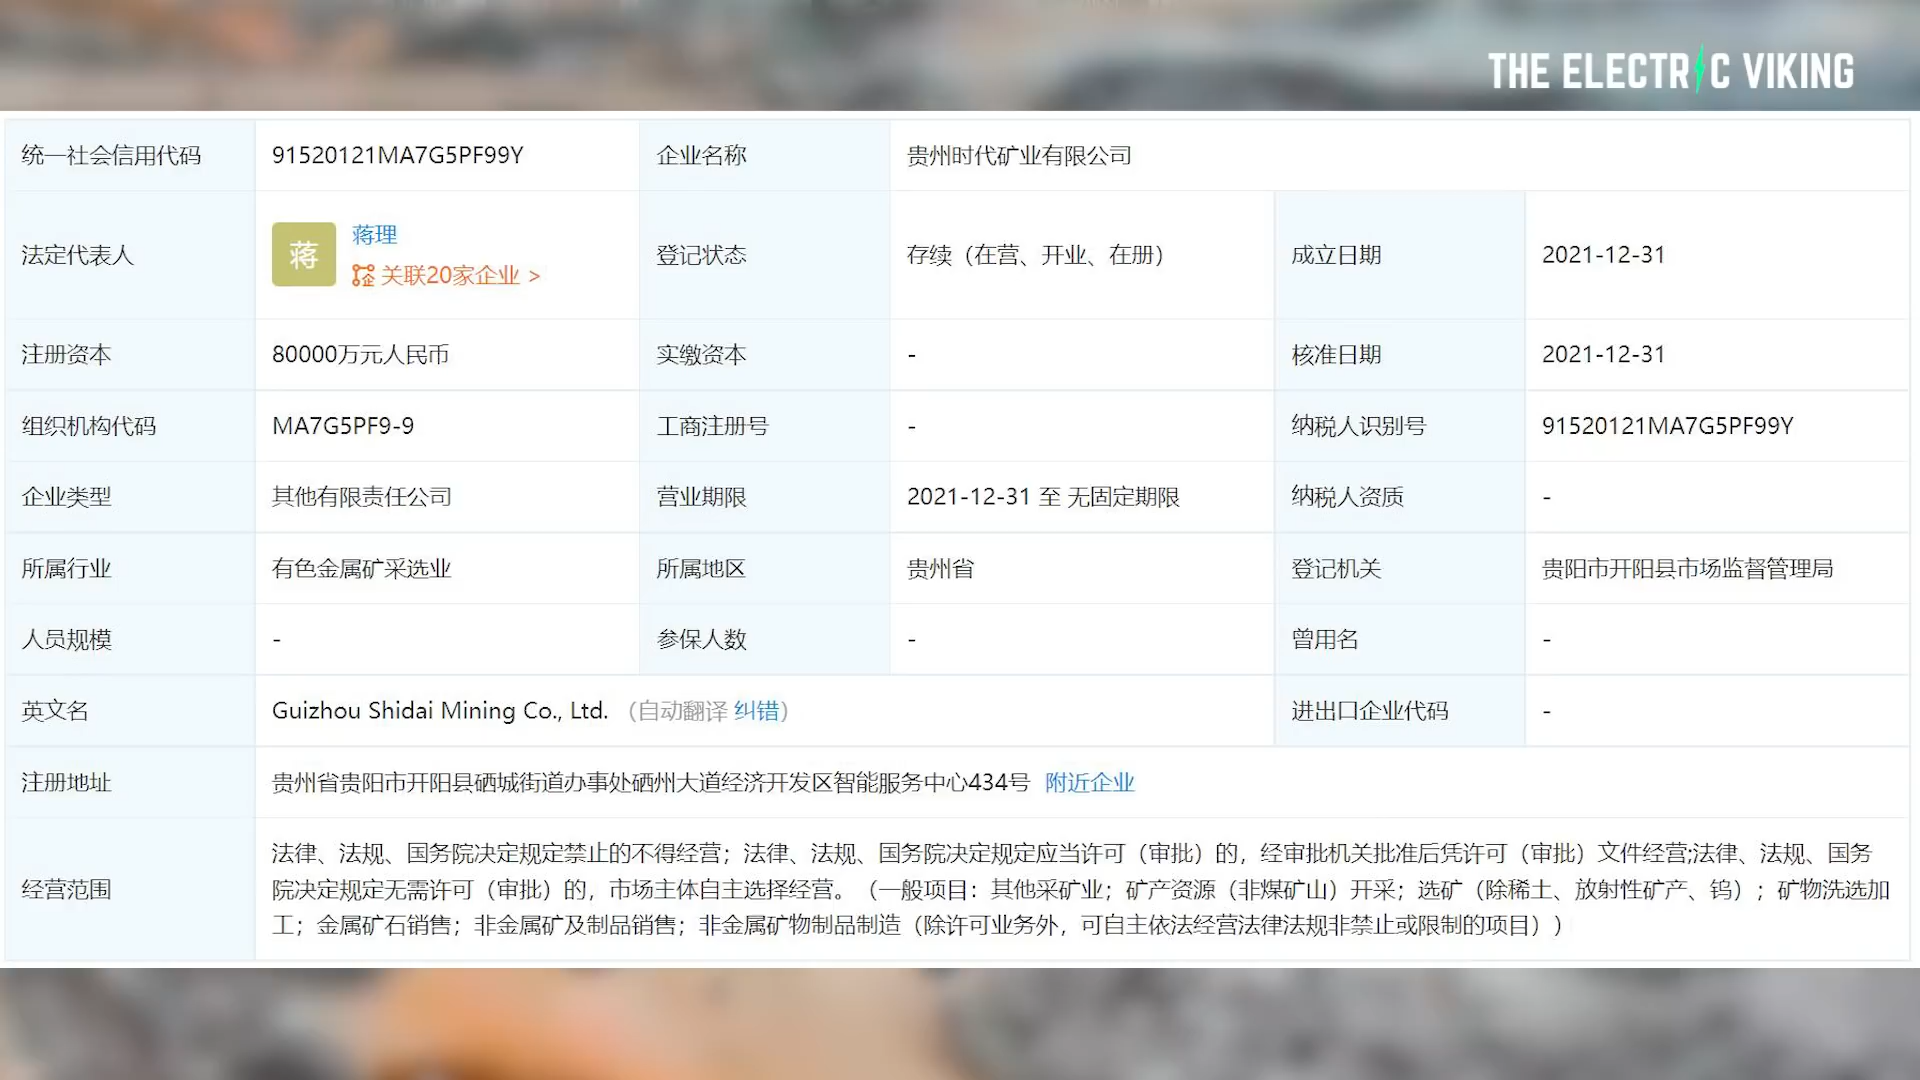 THE ELECTRIC VIKING
统一社会信用代码 91520121MA7G5PF99Y 企业名称 贵州时代矿业有限公司
法定代表人 蒋 蒋理 关联20家企业 > 登记状态 存续（在营、开业、在册） 成立日期 2021-12-31
注册资本 80000万元人民币 实缴资本 - 核准日期 2021-12-31
组织机构代码 MA7G5PF9-9 工商注册号 - 纳税人识别号 91520121MA7G5PF99Y
企业类型 其他有限责任公司 营业期限 2021-12-31 至 无固定期限 纳税人资质 -
所属行业 有色金属矿采选业 所属地区 贵州省 登记机关 贵阳市开阳县市场监督管理局
人员规模 - 参保人数 - 曾用名 -
英文名 Guizhou Shidai Mining Co., Ltd. （自动翻译 纠错） 进出口企业代码 -
注册地址 贵州省贵阳市开阳县硒城街道办事处硒州大道经济开发区智能服务中心434号 附近企业
经营范围 法律、法规、国务院决定规定禁止的不得经营；法律、法规、国务院决定规定应当许可（审批）的，经审批机关批准后凭许可（审批）文件经营;法律、法规、国务
院决定规定无需许可（审批）的，市场主体自主选择经营。（一般项目：其他采矿业；矿产资源（非煤矿山）开采；选矿（除稀土、放射性矿产、钨）；矿物洗选加
工；金属矿石销售；非金属矿及制品销售；非金属矿物制品制造（除许可业务外，可自主依法经营法律法规非禁止或限制的项目））